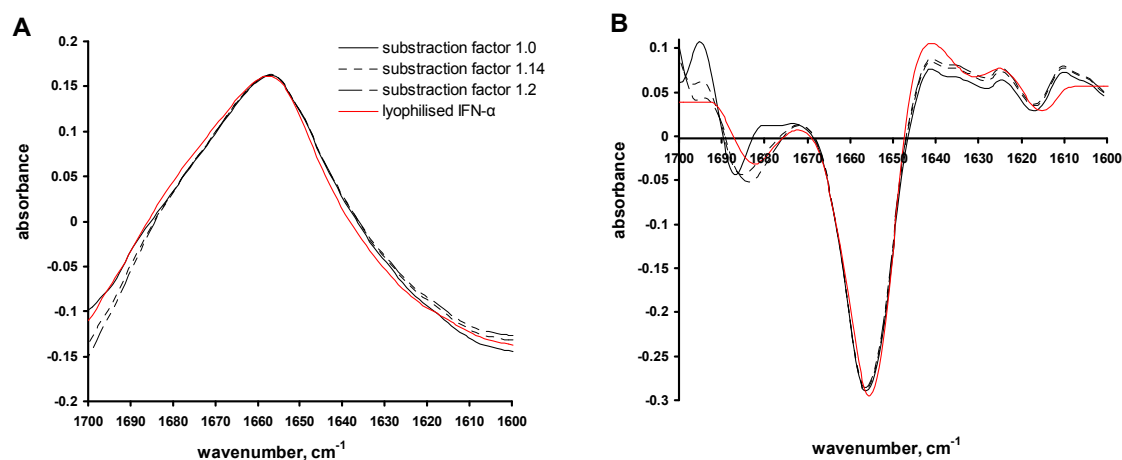 A
absorbance
0.2
0.15
0.1
0.05
0
-0.05
-0.1
-0.15
-0.2
1700 1690 1680 1670 1660 1650 1640 1630 1620 1610 1600
wavenumber, cm-1
substraction factor 1.0
substraction factor 1.14
substraction factor 1.2
lyophilised IFN-α
B
absorbance
0.1
0.05
0
-0.05
-0.1
-0.15
-0.2
-0.25
-0.3
1700 1690 1680 1670 1660 1650 1640 1630 1620 1610 1600
wavenumber, cm-1